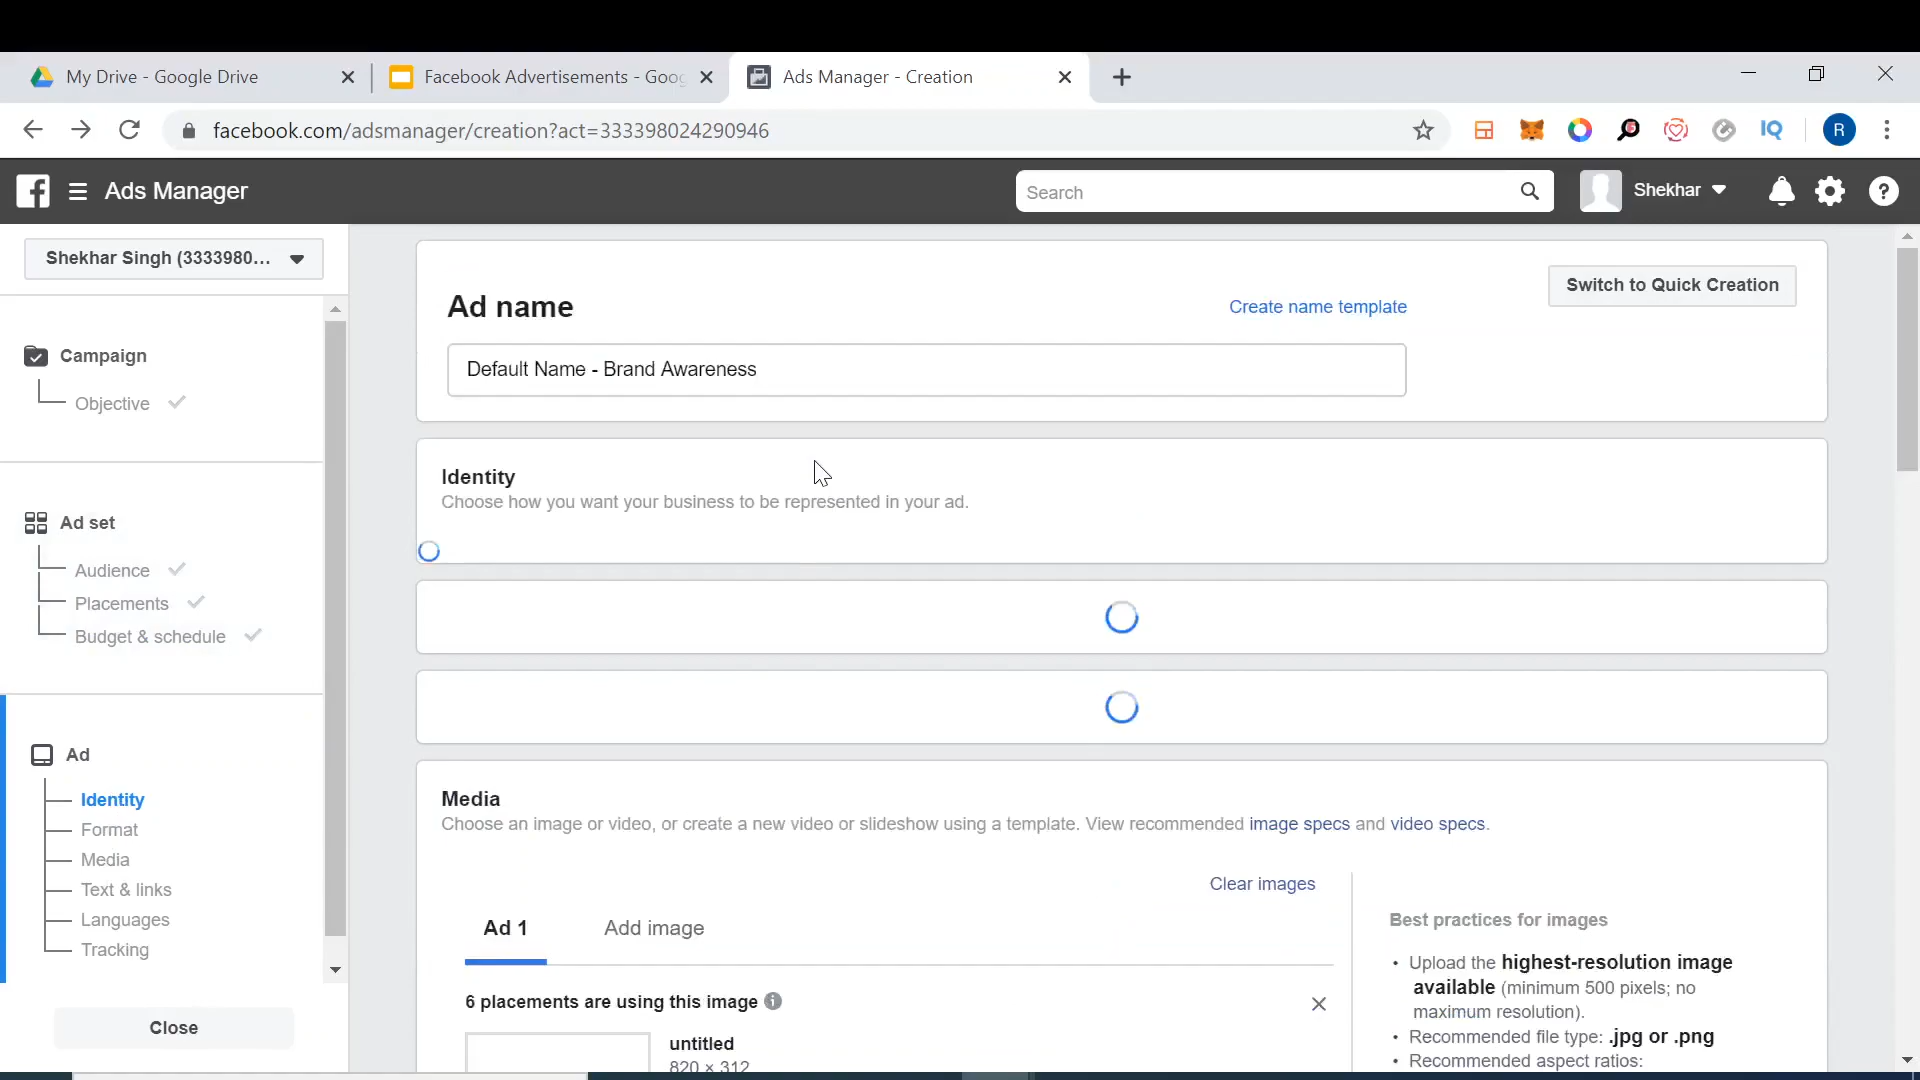 My Drive - Google Drive
Facebook Advertisements - Goog
Ads Manager - Creation
facebook.com/adsmanager/creation?act=333398024290946
IQ
R
Ads Manager
Search
Shekhar
Shekhar Singh (3333980...
Campaign
Objective
Ad set
Audience
Placements
Budget & schedule
Ad
Identity
Format
Media
Text & links
Languages
Tracking
Close
Ad name
Create name template
Switch to Quick Creation
Default Name - Brand Awareness
Identity
Choose how you want your business to be represented in your ad.
Media
Choose an image or video, or create a new video or slideshow using a template. View recommended image specs and video specs.
Clear images
Ad 1
Add image
6 placements are using this image
untitled
820 × 312
Best practices for images
• Upload the highest-resolution image
available (minimum 500 pixels; no
maximum resolution).
• Recommended file type: .jpg or .png
• Recommended aspect ratios: